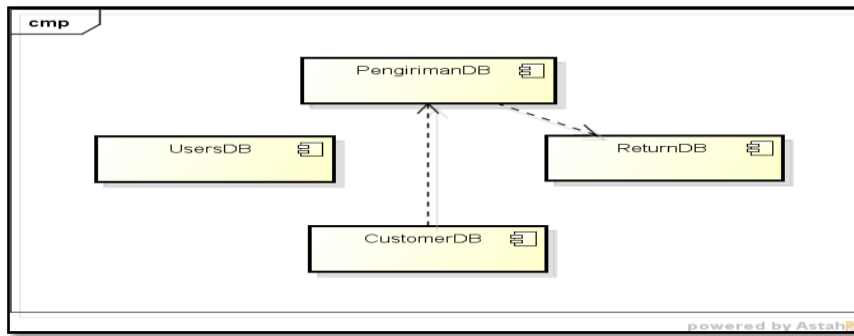 cmp
PengirimanDB
UsersDB
ReturnDB
CustomerDB
powered by Astah